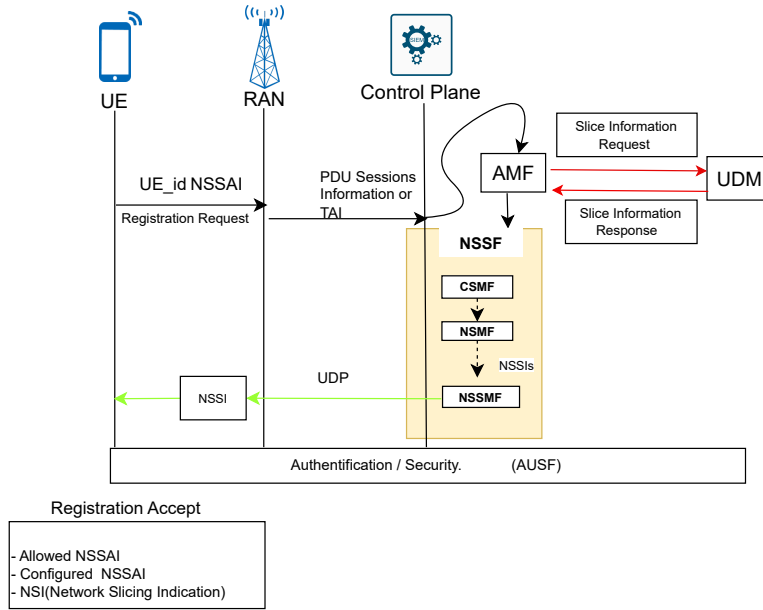 SIEM
UE
RAN
Control Plane
Slice Information
Request
AMF
UDM
PDU Sessions
Information or
TAI
UE_id NSSAI
Registration Request
Slice Information
Response
NSSF
CSMF
NSMF
NSSIs
UDP
NSSI
NSSMF
Authentification / Security. (AUSF)
Registration Accept
- Allowed NSSAI
- Configured NSSAI
- NSI(Network Slicing Indication)